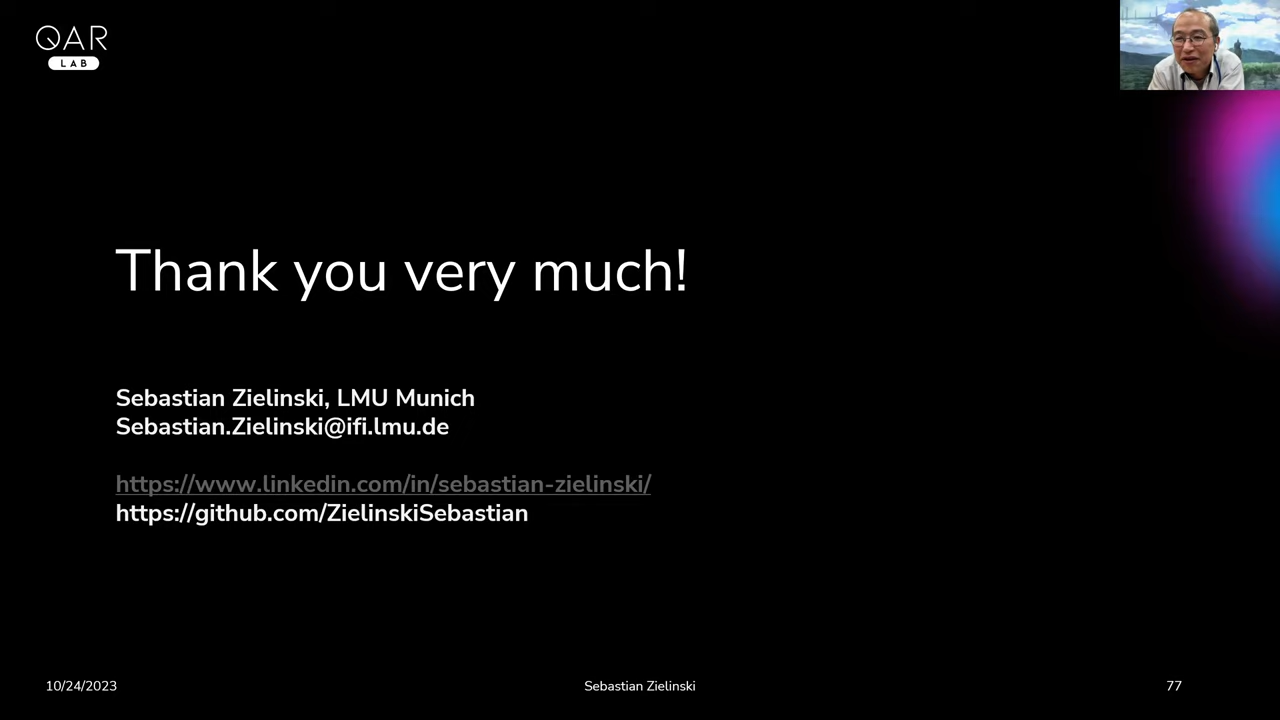 QAR
LAB
Thank you very much!
Sebastian Zielinski, LMU Munich
Sebastian.Zielinski@ifi.lmu.de
https://www.linkedin.com/in/sebastian-zielinski/
https://github.com/ZielinskiSebastian
10/24/2023
Sebastian Zielinski
77